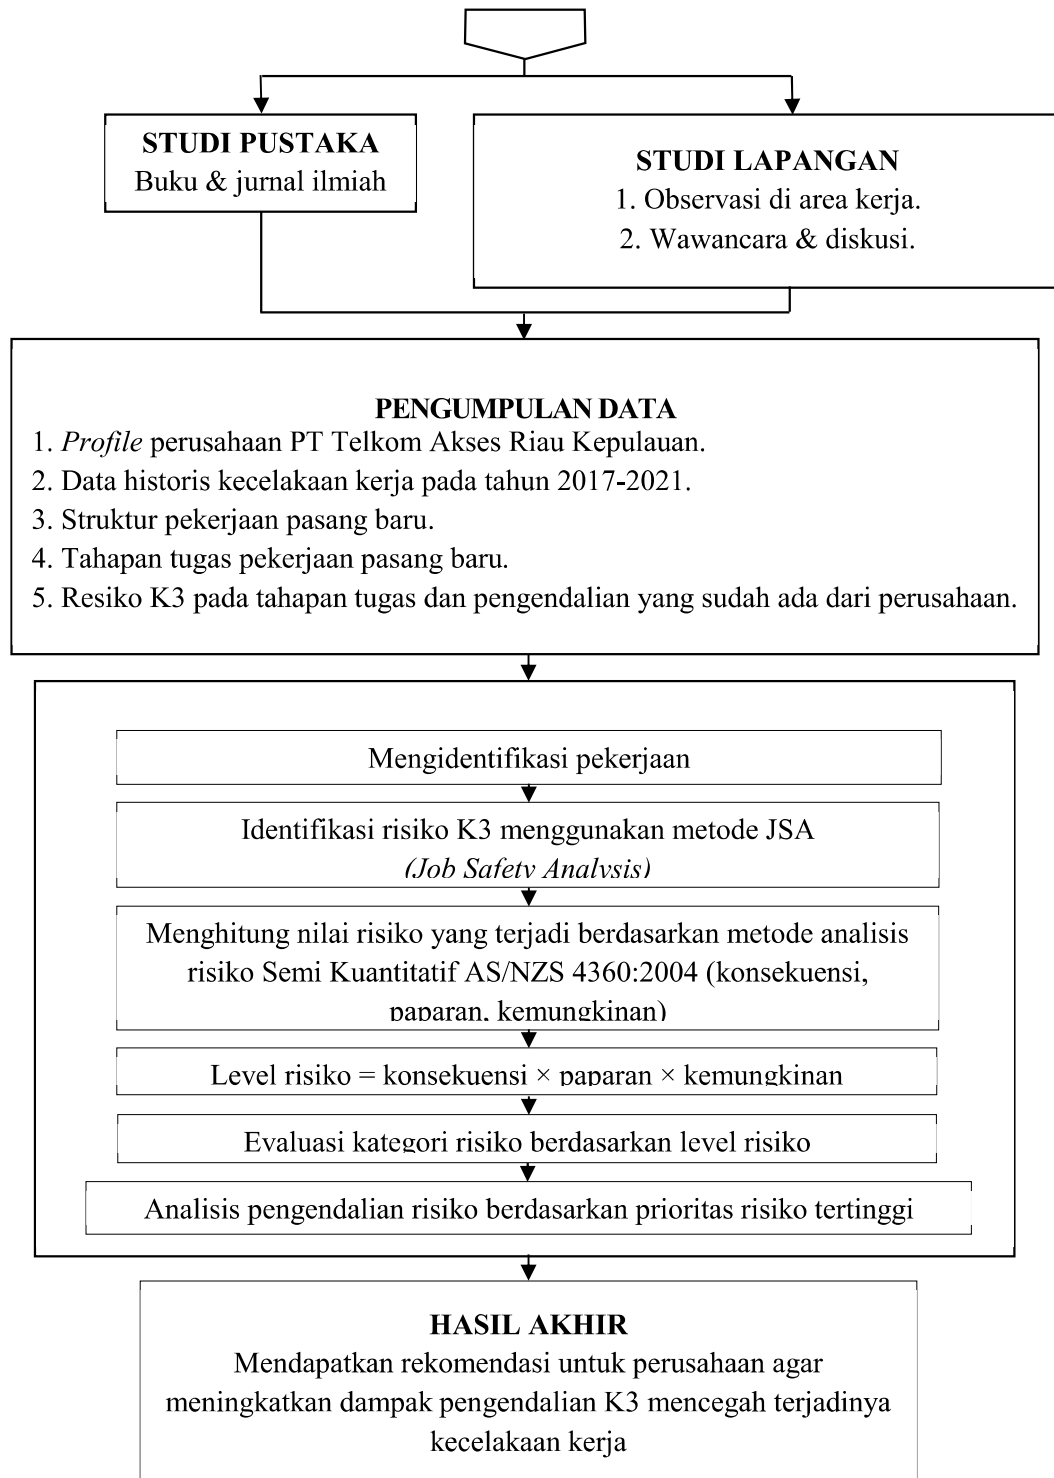 STUDI PUSTAKA
Buku & jurnal ilmiah
STUDI LAPANGAN
1. Observasi di area kerja.
2. Wawancara & diskusi.
PENGUMPULAN DATA
1. Profile perusahaan PT Telkom Akses Riau Kepulauan.
2. Data historis kecelakaan kerja pada tahun 2017-2021.
3. Struktur pekerjaan pasang baru.
4. Tahapan tugas pekerjaan pasang baru.
5. Resiko K3 pada tahapan tugas dan pengendalian yang sudah ada dari perusahaan.
Mengidentifikasi pekerjaan
Identifikasi risiko K3 menggunakan metode JSA
(Job Safety Analysis)
Menghitung nilai risiko yang terjadi berdasarkan metode analisis
risiko Semi Kuantitatif AS/NZS 4360:2004 (konsekuensi,
paparan, kemungkinan)
Level risiko = konsekuensi × paparan × kemungkinan
Evaluasi kategori risiko berdasarkan level risiko
Analisis pengendalian risiko berdasarkan prioritas risiko tertinggi
HASIL AKHIR
Mendapatkan rekomendasi untuk perusahaan agar
meningkatkan dampak pengendalian K3 mencegah terjadinya
kecelakaan kerja